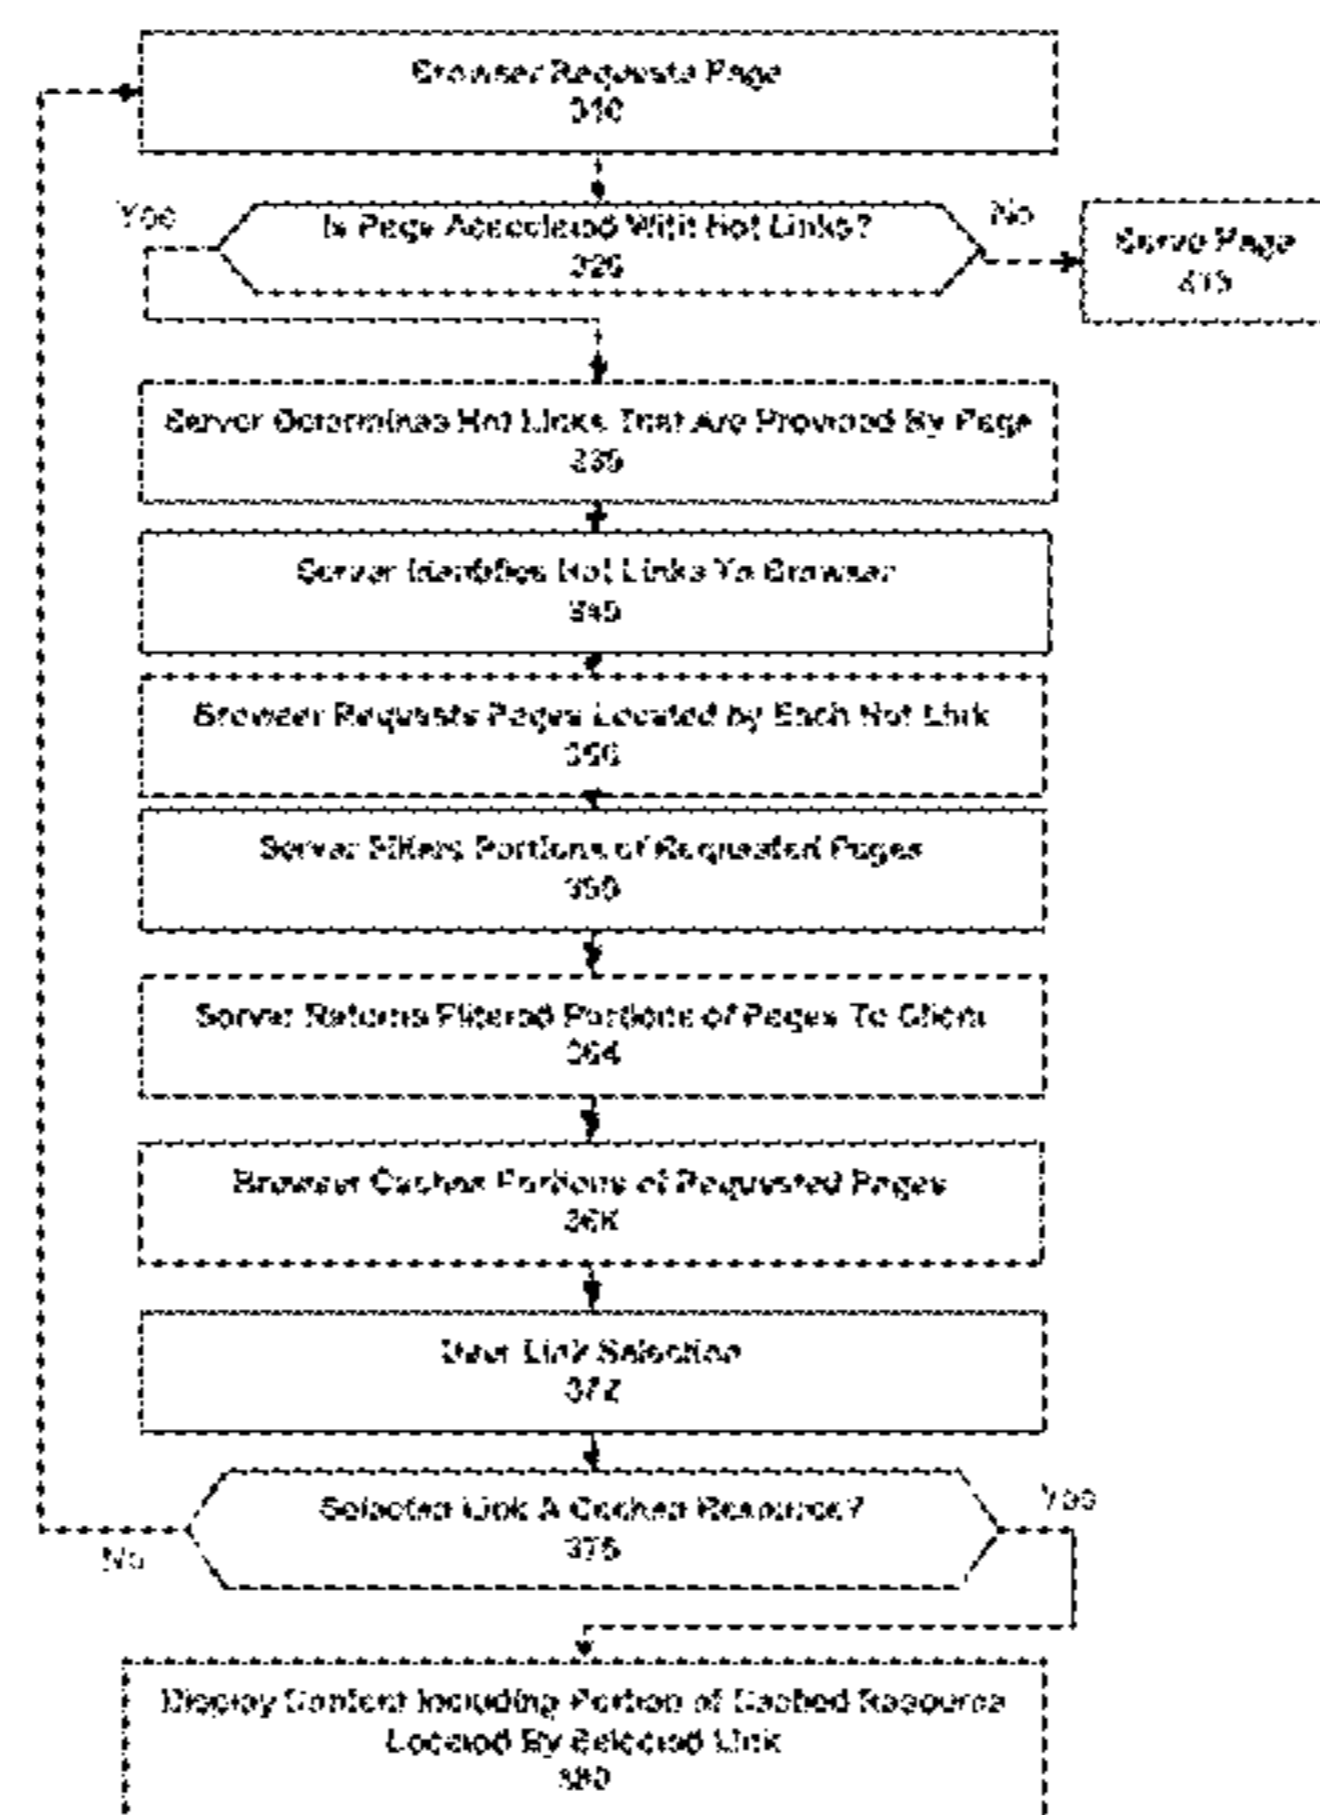 Browser Requests Page
310
Yes
Is Page Associated With Hot Links?
No
Serve Page
Server Determines Hot Links That Are Provided By Page
Server Identifies Hot Links To Browser
Browser Requests Pages Located by Each Hot Link
Server Filters Portions of Requested Pages
Server Returns Filtered Portions of Pages To Client
364
Browser Caches Portions of Requested Pages
User Link Selection
372
Selected Link A Cached Resource?
Yes
No
Display Content Including Portion of Cached Resource
Located By Selected Link
380